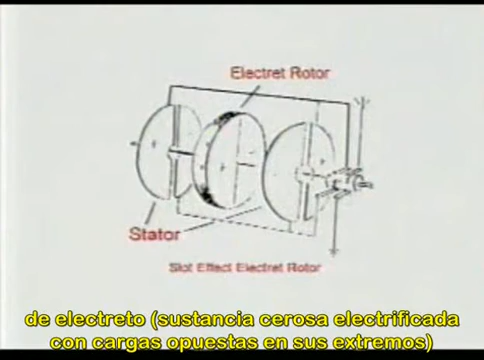 Electret Rotor
Stator
Slot Effect Electret Rotor
de electreto (sustancia cerosa electrificada
con cargas opuestas en sus extremos)